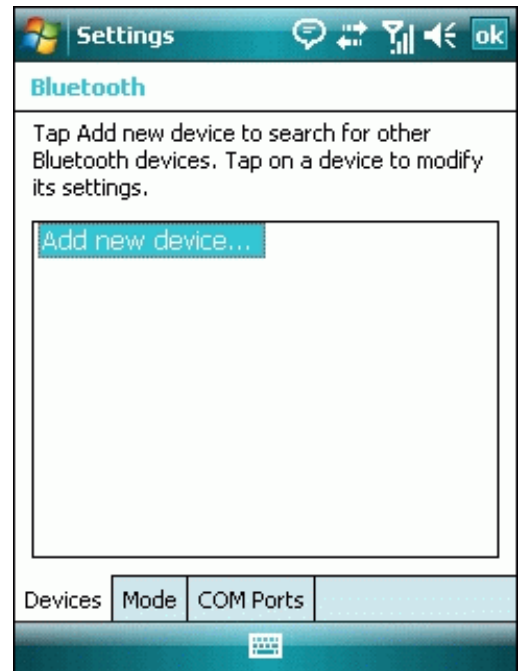 Settings
ok
Bluetooth
Tap Add new device to search for other
Bluetooth devices. Tap on a device to modify
its settings.
Add new device...
Devices
Mode
COM Ports